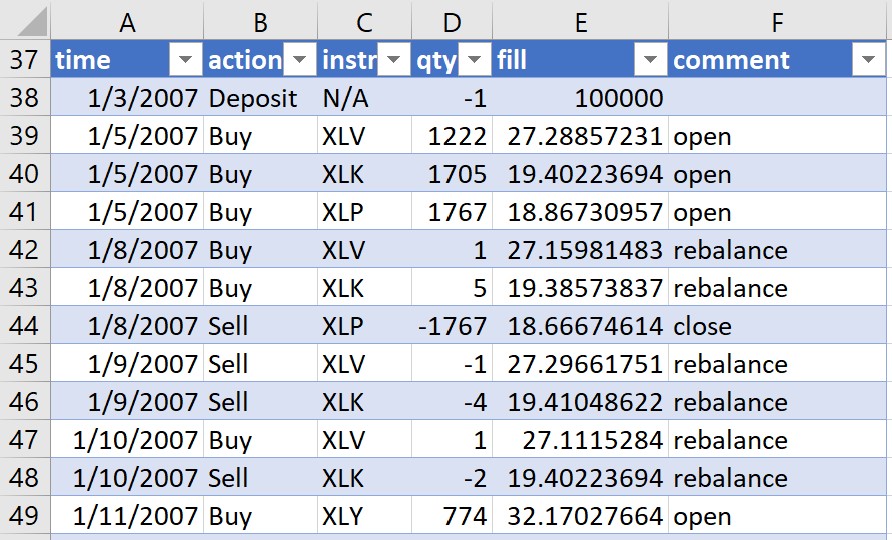 A B C D E F
37 time action instr qty fill comment
38 1/3/2007 Deposit N/A -1 100000
39 1/5/2007 Buy XLV 1222 27.28857231 open
40 1/5/2007 Buy XLK 1705 19.40223694 open
41 1/5/2007 Buy XLP 1767 18.86730957 open
42 1/8/2007 Buy XLV 1 27.15981483 rebalance
43 1/8/2007 Buy XLK 5 19.38573837 rebalance
44 1/8/2007 Sell XLP -1767 18.66674614 close
45 1/9/2007 Sell XLV -1 27.29661751 rebalance
46 1/9/2007 Sell XLK -4 19.41048622 rebalance
47 1/10/2007 Buy XLV 1 27.1115284 rebalance
48 1/10/2007 Sell XLK -2 19.40223694 rebalance
49 1/11/2007 Buy XLY 774 32.17027664 open